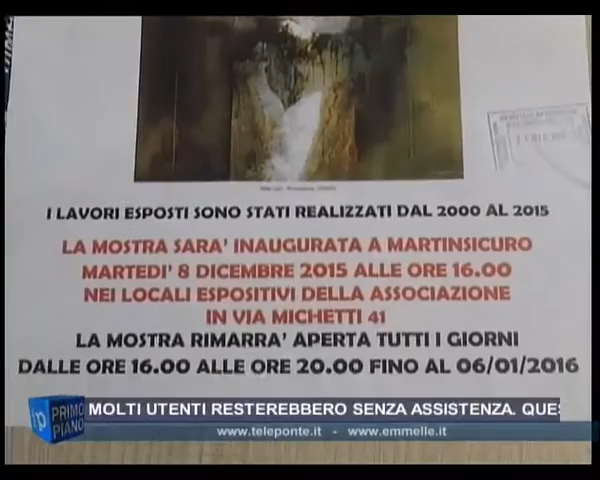 I LAVORI ESPOSTI SONO STATI REALIZZATI DAL 2000 AL 2015
LA MOSTRA SARA' INAUGURATA A MARTINSICURO
MARTEDI' 8 DICEMBRE 2015 ALLE ORE 16.00
NEI LOCALI ESPOSITIVI DELLA ASSOCIAZIONE
IN VIA MICHETTI 41
LA MOSTRA RIMARRA' APERTA TUTTI I GIORNI
DALLE ORE 16.00 ALLE ORE 20.00 FINO AL 06/01/2016
PRIMO
PIANO
MOLTI UTENTI RESTEREBBERO SENZA ASSISTENZA. QUES
www.teleponte.it - www.emmelle.it